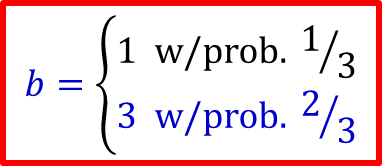 b = { 1 w/prob. 1/3
3 w/prob. 2/3